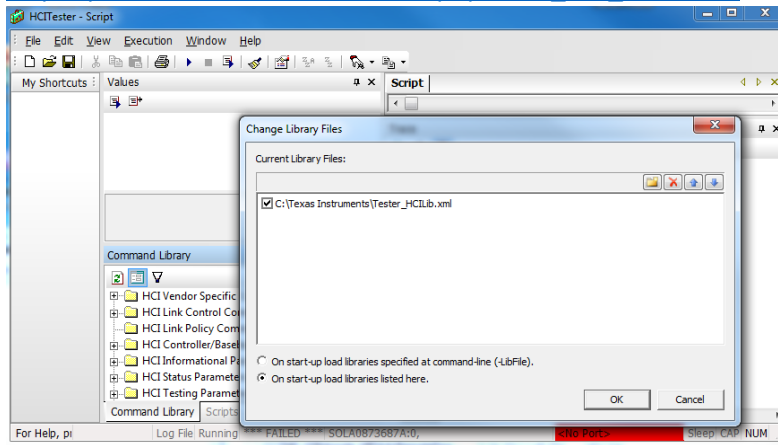 HCITester - Script
File Edit View Execution Window Help
My Shortcuts
Values
Script
Change Library Files
Current Library Files:
C:\Texas Instruments\Tester_HCILib.xml
On start-up load libraries specified at command-line (-LibFile).
On start-up load libraries listed here.
OK Cancel
Command Library
HCI Vendor Specific
HCI Link Control Co
HCI Link Policy Com
HCI Controller/Base
HCI Informational Pa
HCI Status Paramete
HCI Testing Paramet
Command Library Scripts
For Help, pr Log File Running *** FAILED *** SOLA0873687A:0, <No Port> Sleep CAP NUM